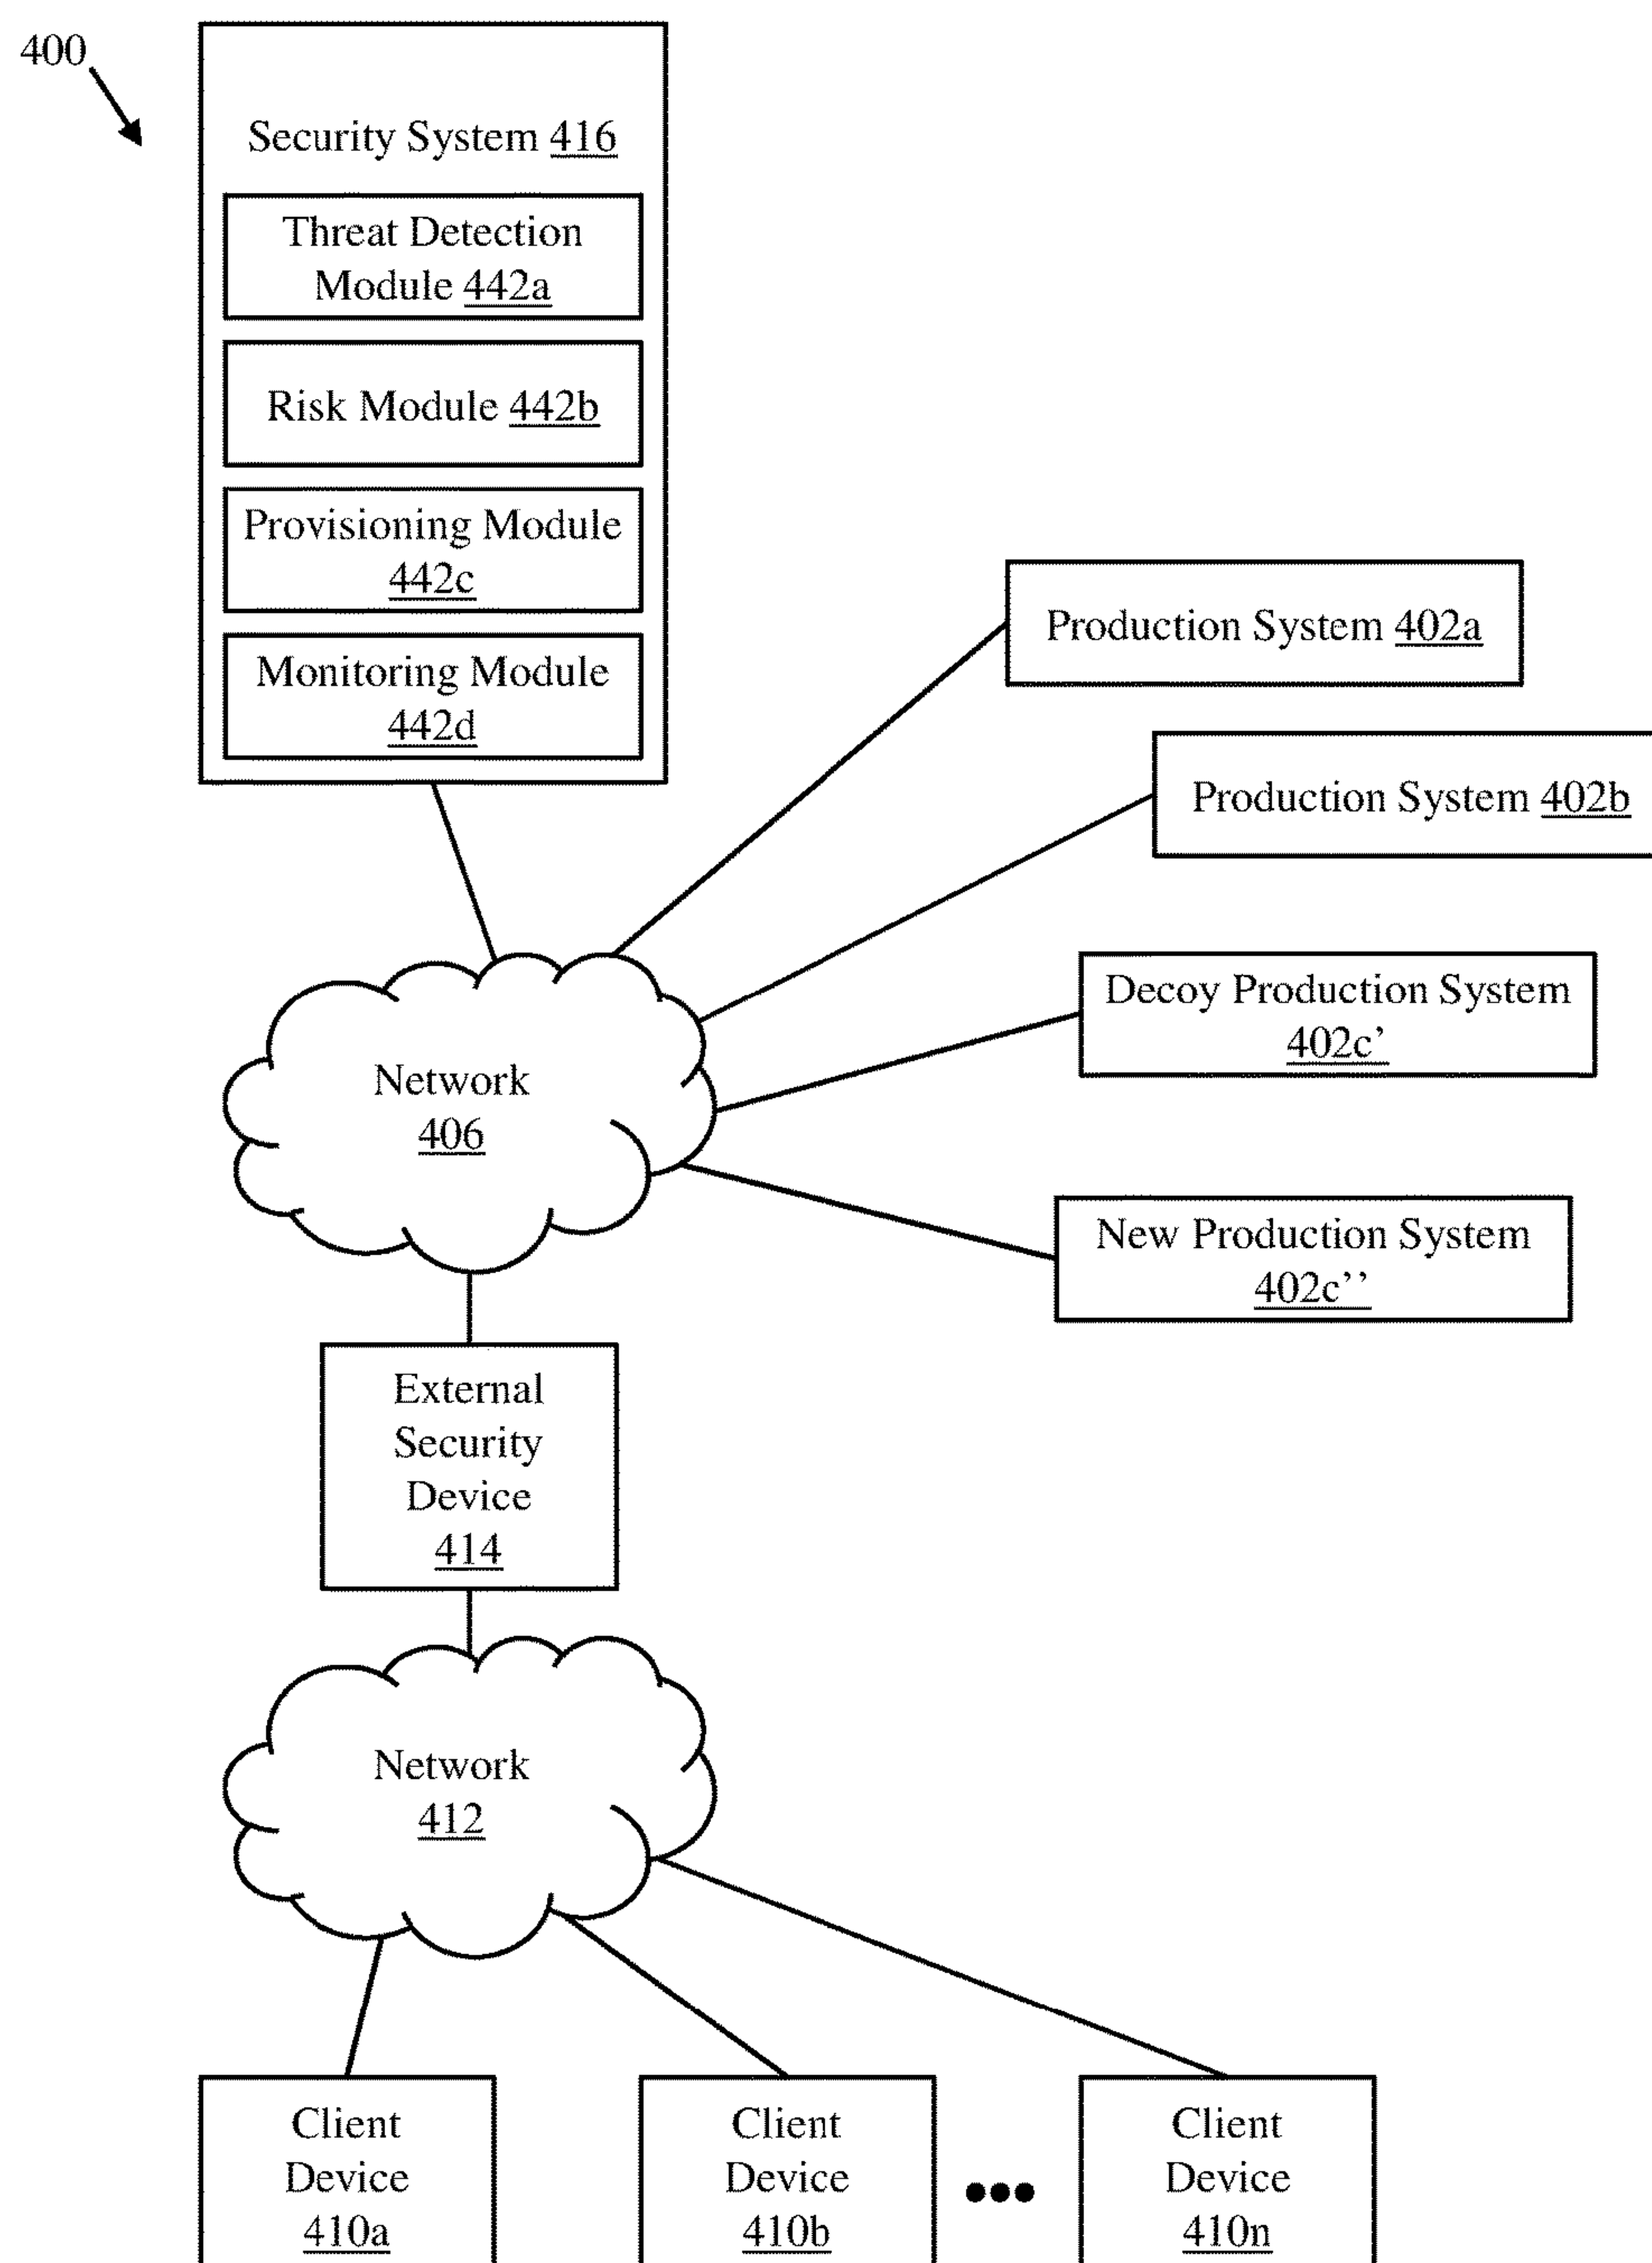 400
Security System 416
Threat Detection
Module 442a
Risk Module 442b
Provisioning Module
442c
Monitoring Module
442d
Production System 402a
Production System 402b
Decoy Production System
402c’
New Production System
402c’’
Network
406
External
Security
Device
414
Network
412
Client
Device
410a
Client
Device
410b
●●●
Client
Device
410n